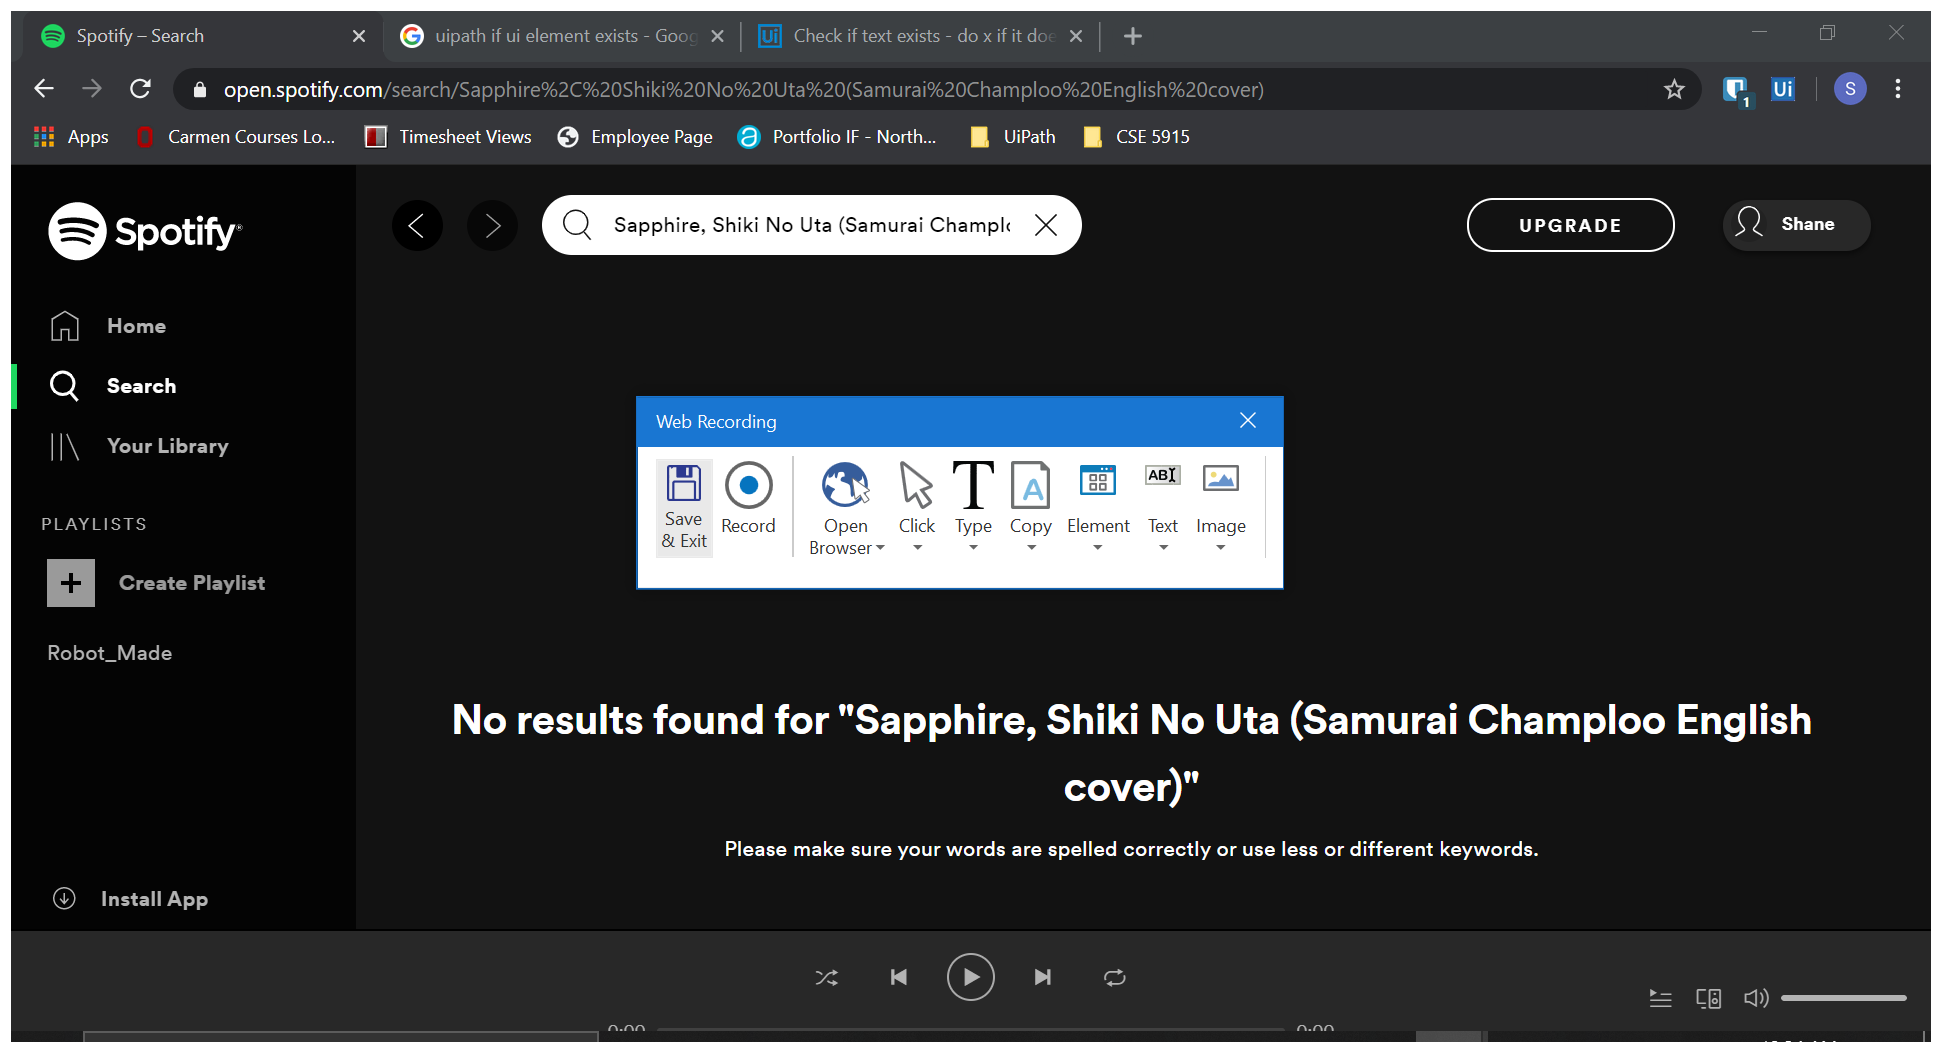 Spotify – Search
uipath if ui element exists - Goog
Ui
Check if text exists - do x if it doe
open.spotify.com/search/Sapphire%2C%20Shiki%20No%20Uta%20(Samurai%20Champloo%20English%20cover)
1
Ui
S
Apps
Carmen Courses Lo...
Timesheet Views
Employee Page
Portfolio IF - North...
UiPath
CSE 5915
Spotify®
Sapphire, Shiki No Uta (Samurai Champlo
UPGRADE
Shane
Home
Search
Your Library
PLAYLISTS
Create Playlist
Robot_Made
Install App
Web Recording
Save
& Exit
Record
Open
Browser
Click
T
Type
A
Copy
Element
AB
Text
Image
No results found for "Sapphire, Shiki No Uta (Samurai Champloo English
cover)"
Please make sure your words are spelled correctly or use less or different keywords.
0:00
0:00